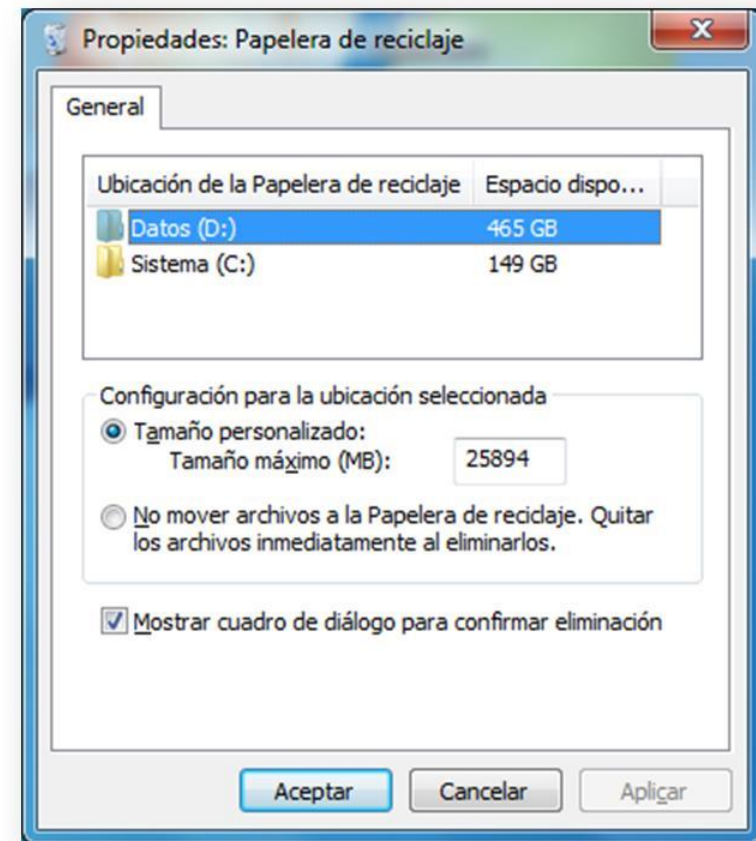 Propiedades: Papelera de reciclaje
General
Ubicación de la Papelera de reciclaje Espacio dispo...
Datos (D:) 465 GB
Sistema (C:) 149 GB
Configuración para la ubicación seleccionada
Tamaño personalizado:
Tamaño máximo (MB): 25894
No mover archivos a la Papelera de reciclaje. Quitar
los archivos inmediatamente al eliminarlos.
Mostrar cuadro de diálogo para confirmar eliminación
Aceptar Cancelar Aplicar